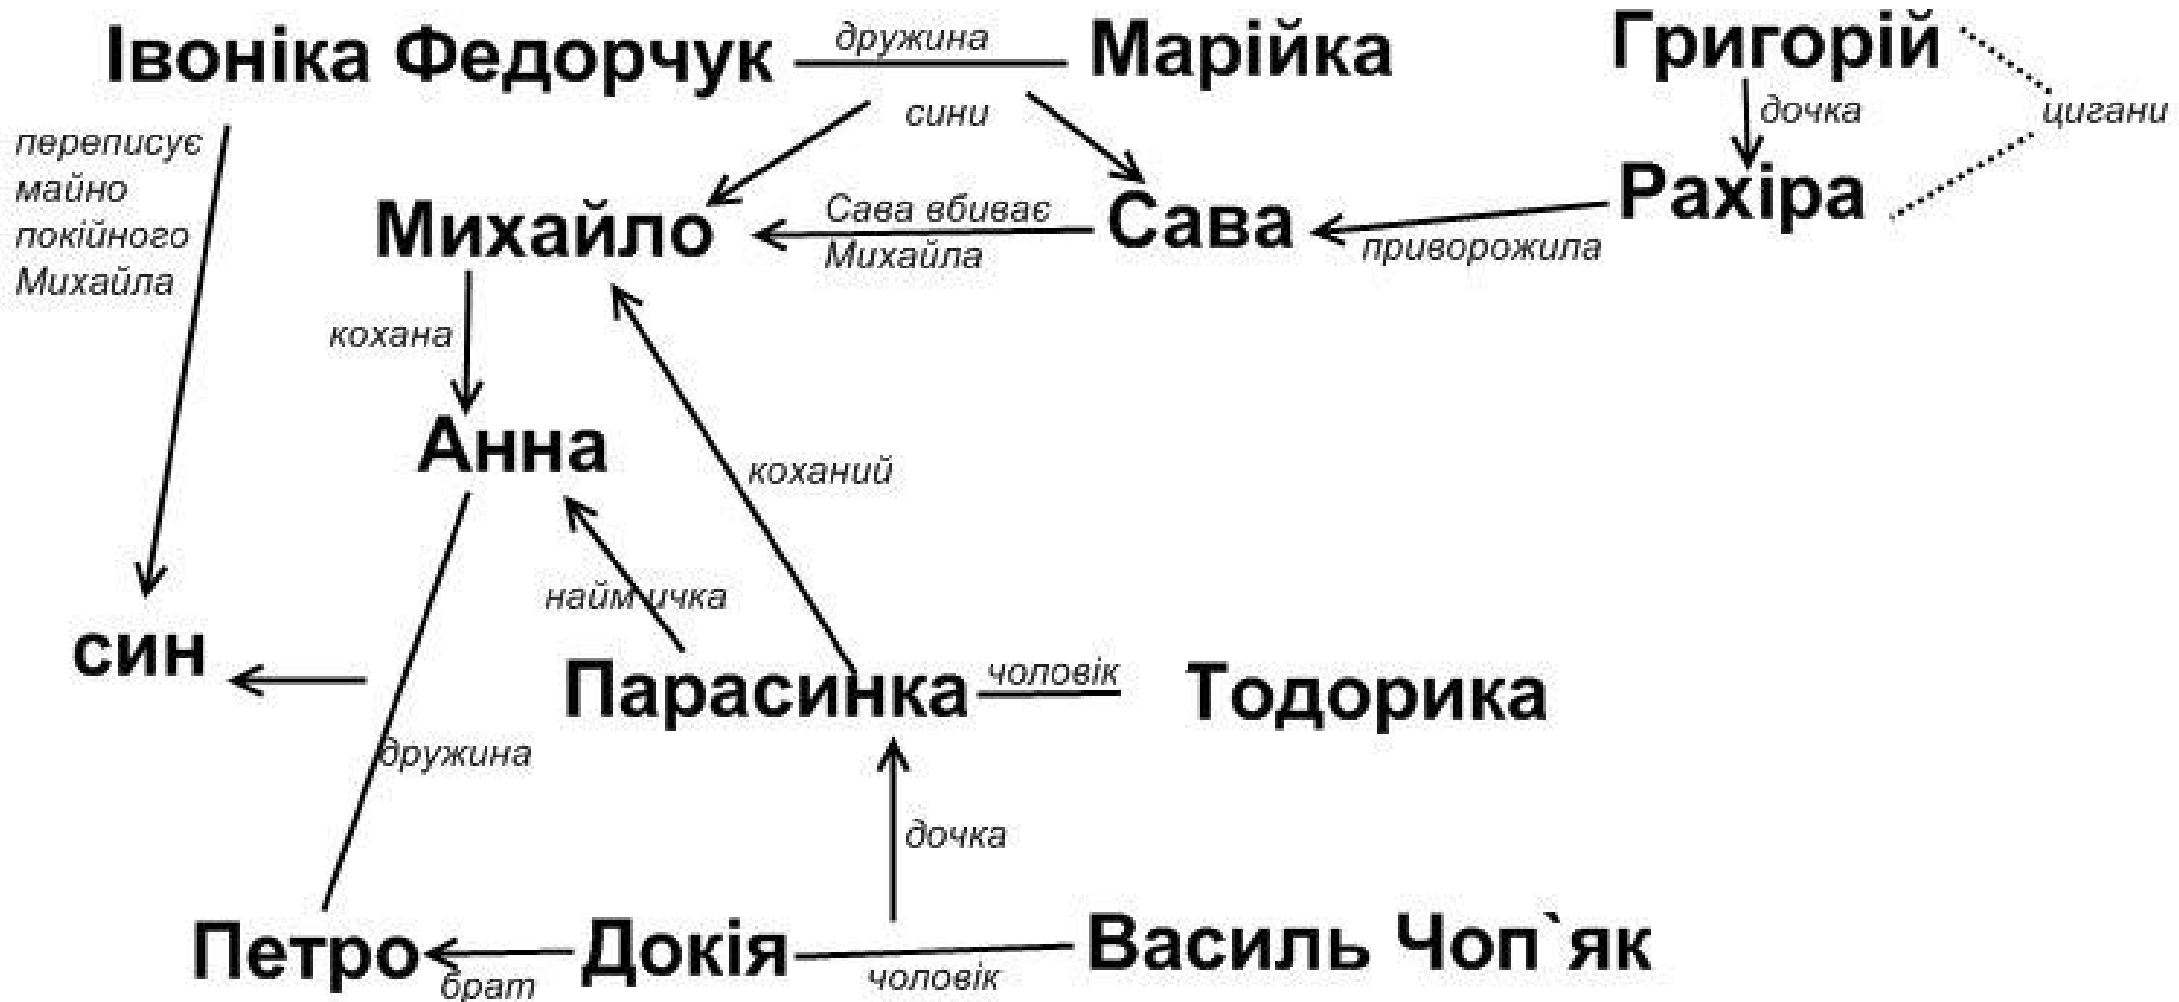 Івоніка Федорчук
дружина
Марійка
Григорій
сини
дочка
цигани
переписує
майно
покійного
Михайла
Михайло
Сава вбиває
Михайла
Сава
Рахіра
приворожила
кохана
Анна
коханий
наймичка
син
Парасинка
чоловік
Тодорика
дружина
дочка
Петро
брат
Докія
чоловік
Василь Чоп`як